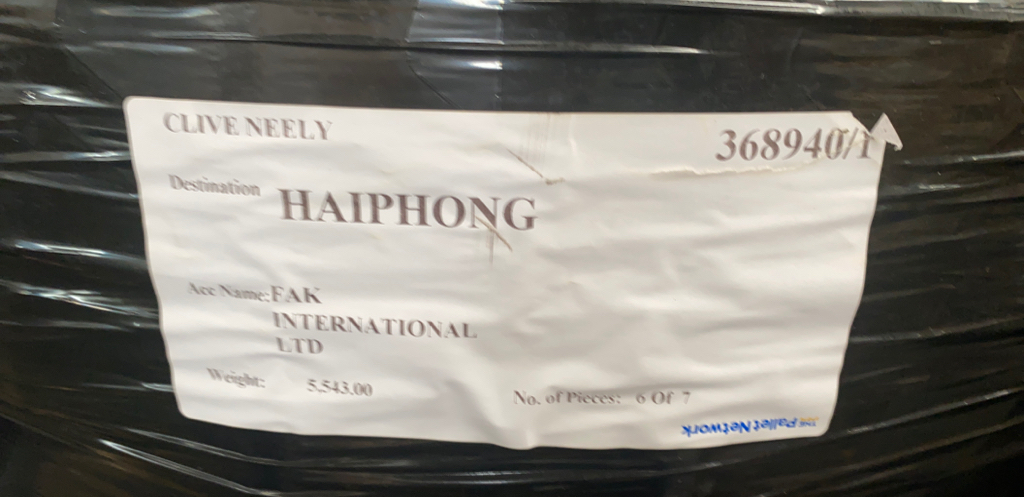 CLIVE NEELY
368940/1
Destination HAIPHONG
Acc Name:FAK
INTERNATIONAL
LTD
Weight: 5,543.00
No. of Pieces: 6 Of 7
THE Pallet Network